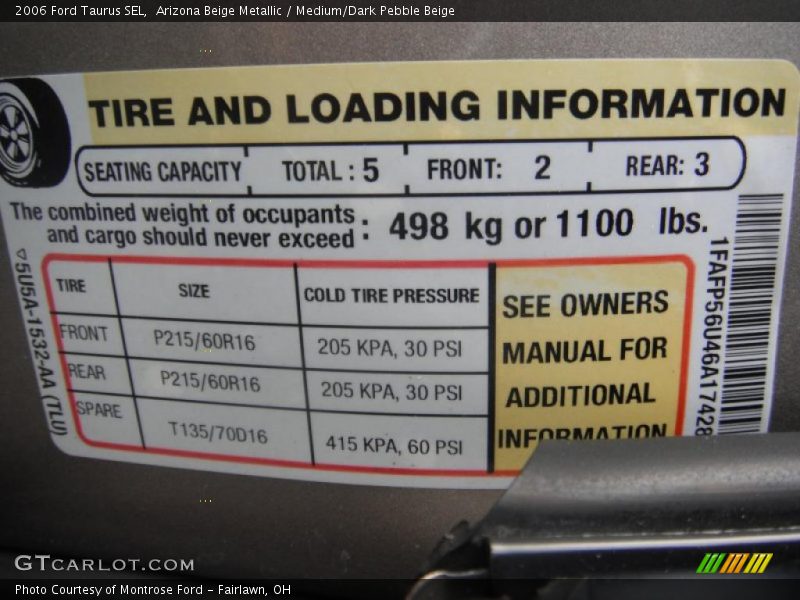 2006 Ford Taurus SEL,  Arizona Beige Metallic / Medium/Dark Pebble Beige
TIRE AND LOADING INFORMATION
SEATING CAPACITY TOTAL : 5 FRONT: 2 REAR: 3
The combined weight of occupants
and cargo should never exceed : 498 kg or 1100 lbs.
TIRE SIZE COLD TIRE PRESSURE
FRONT P215/60R16 205 KPA, 30 PSI
REAR P215/60R16 205 KPA, 30 PSI
SPARE T135/70D16 415 KPA, 60 PSI
SEE OWNERS
MANUAL FOR
ADDITIONAL
INFORMATION
5U5A-1532-AA (TLU)
1FAFP56U46A17428
GTCARLOT.COM
Photo Courtesy of Montrose Ford - Fairlawn, OH